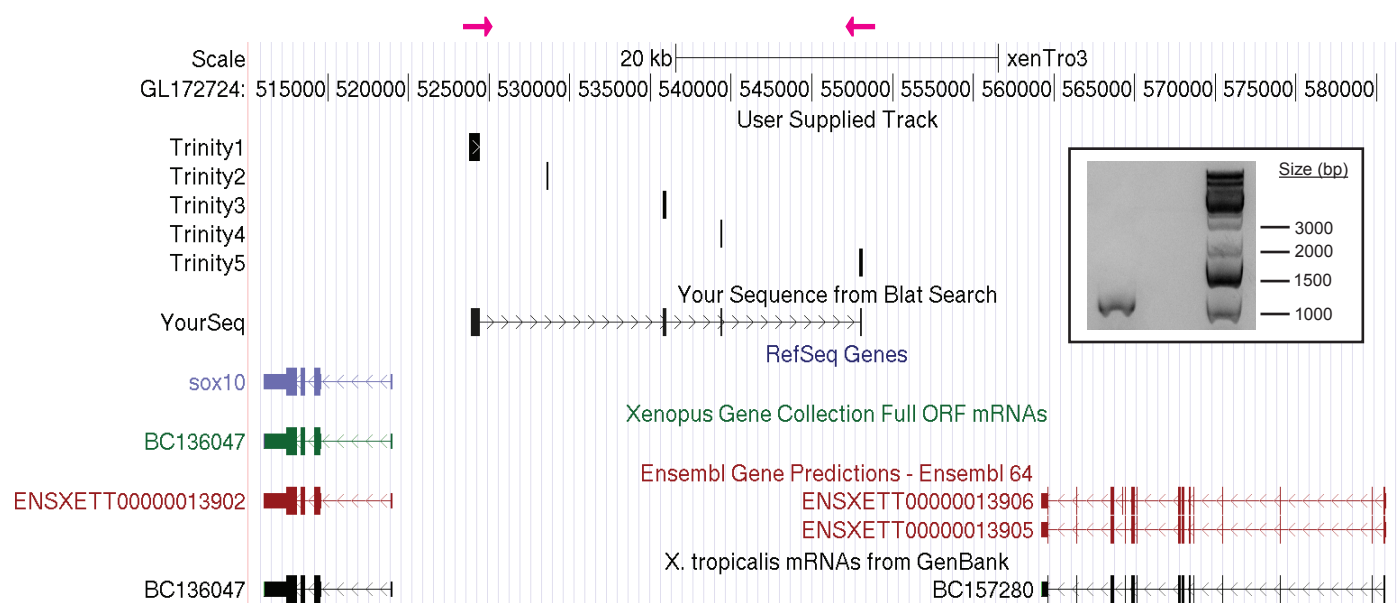 Scale 20 kb xenTro3
GL172724: 515000 520000 525000 530000 535000 540000 545000 550000 555000 560000 565000 570000 575000 580000
User Supplied Track
Trinity1
Trinity2
Trinity3
Trinity4
Trinity5
Size (bp)
3000
2000
1500
1000
Your Sequence from Blat Search
YourSeq
RefSeq Genes
sox10
Xenopus Gene Collection Full ORF mRNAs
BC136047
Ensembl Gene Predictions - Ensembl 64
ENSXETT00000013902 ENSXETT00000013906
ENSXETT00000013905
X. tropicalis mRNAs from GenBank
BC136047 BC157280